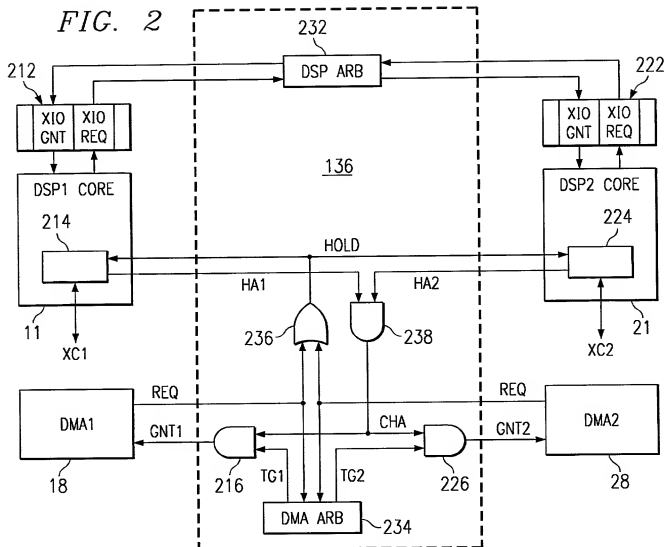 FIG. 2
232
212
DSP ARB
222
XIO GNT
XIO REQ
XIO GNT
XIO REQ
136
DSP1 CORE
DSP2 CORE
214
224
HOLD
HA1
HA2
236
238
11
21
XC1
XC2
REQ
REQ
DMA1
DMA2
GNT1
CHA
GNT2
216
TG1
TG2
226
18
28
DMA ARB
234